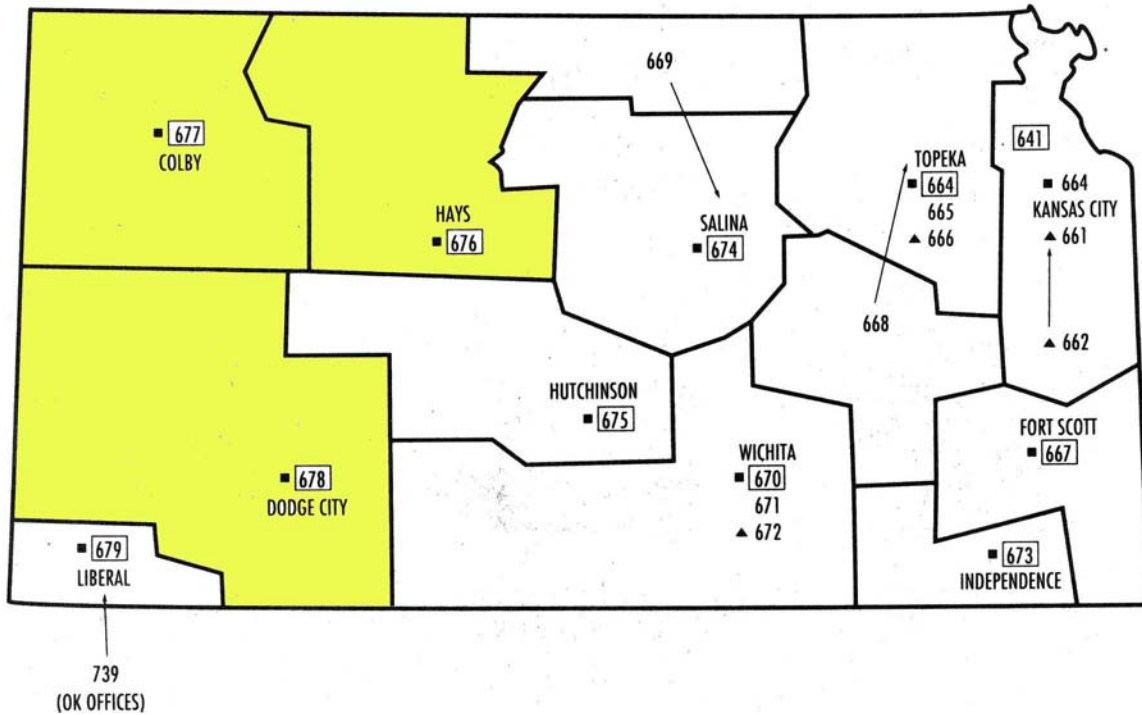 669
677
COLBY
HAYS
676
SALINA
674
TOPEKA
664
665
666
641
664
KANSAS CITY
661
662
668
HUTCHINSON
675
WICHITA
670
671
672
FORT SCOTT
667
678
DODGE CITY
679
LIBERAL
673
INDEPENDENCE
739
(OK OFFICES)